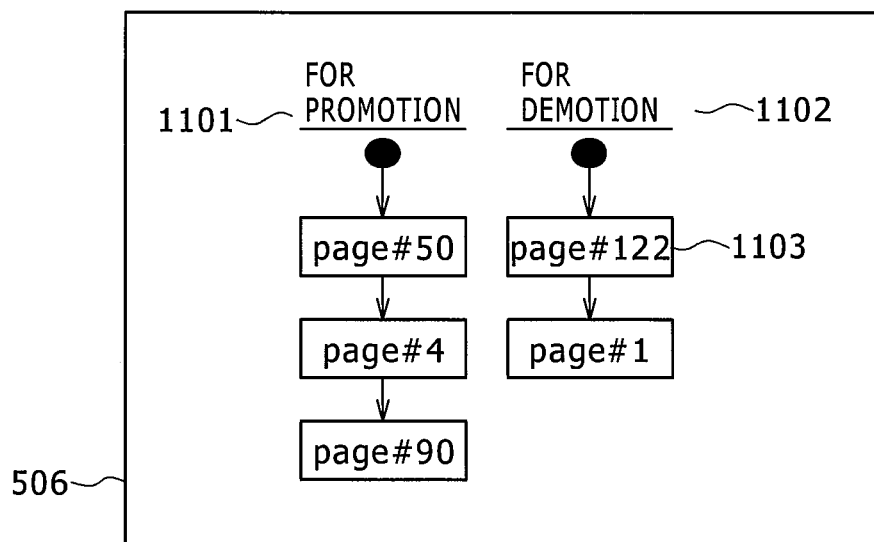 FOR
PROMOTION
FOR
DEMOTION
1101
1102
page#50
page#122
1103
page#4
page#1
page#90
506